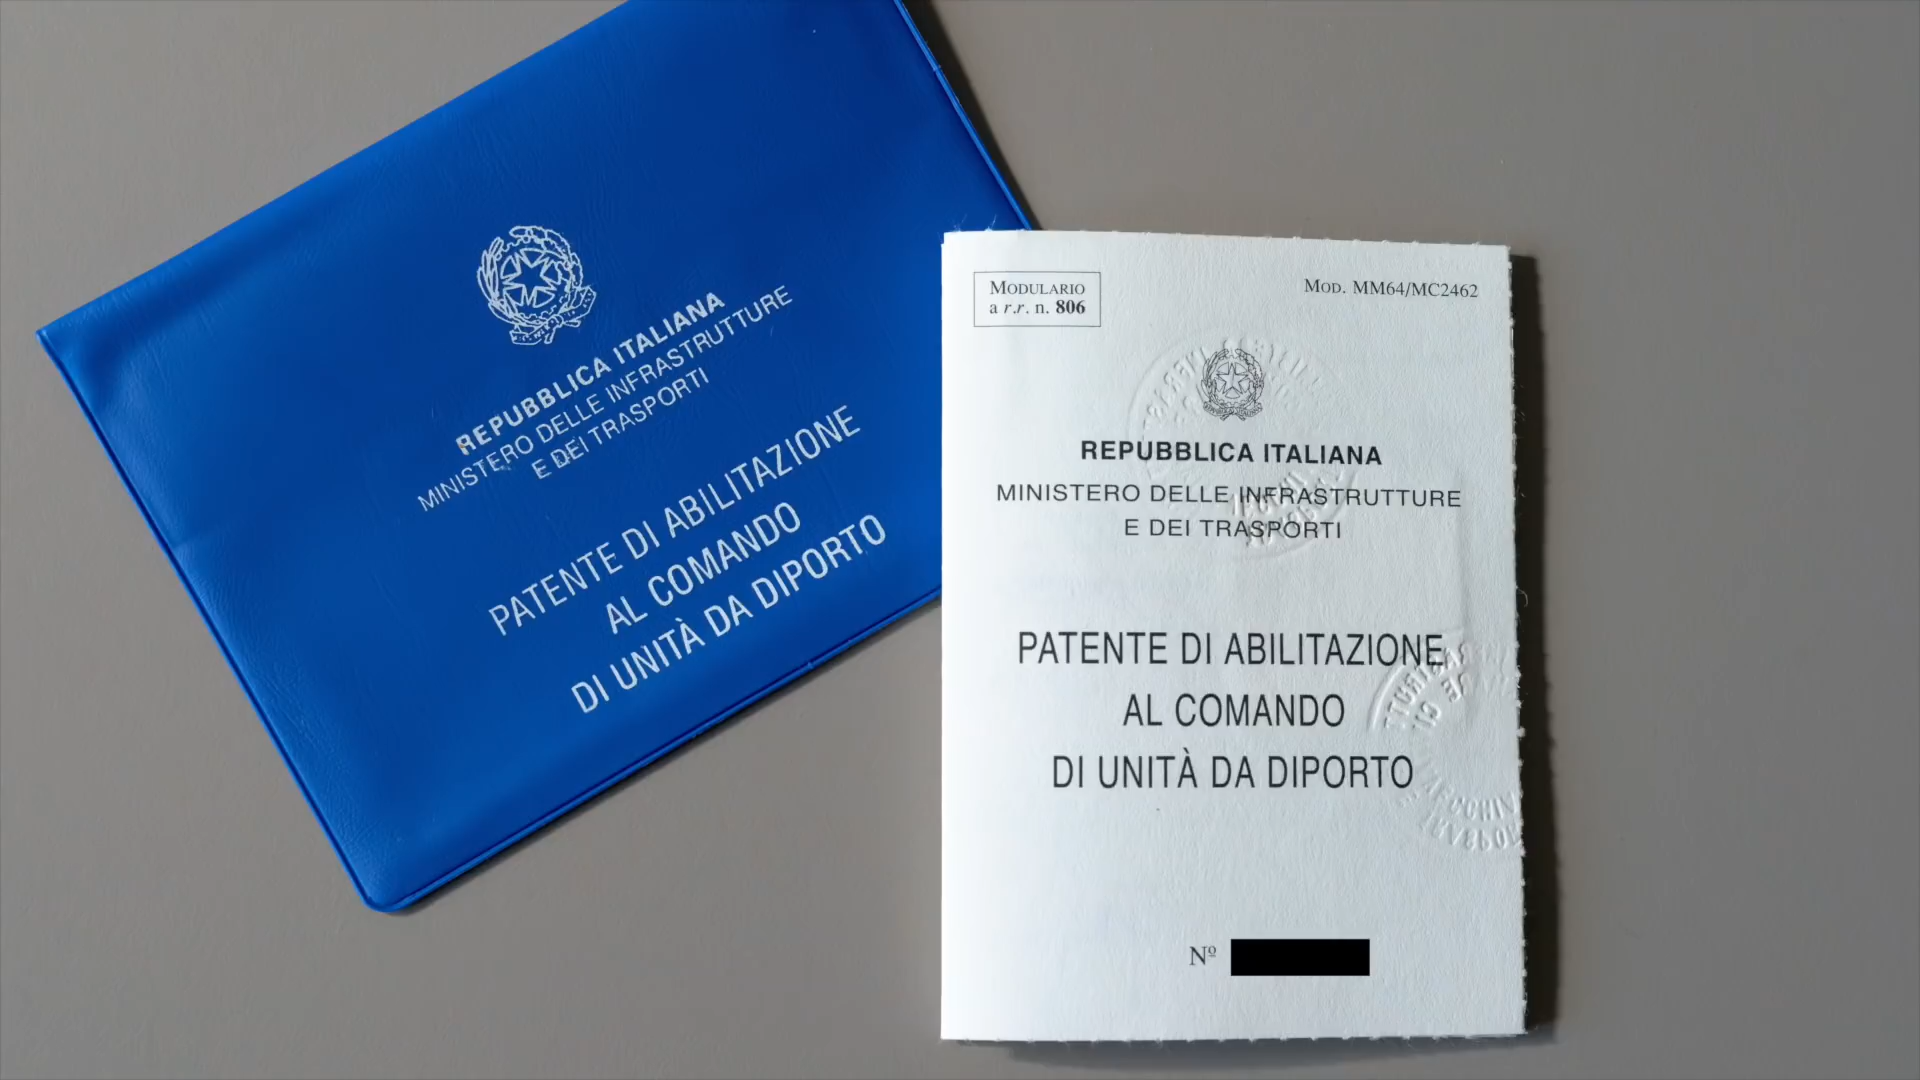 REPUBBLICA ITALIANA
MINISTERO DELLE INFRASTRUTTURE
E DEI TRASPORTI
PATENTE DI ABILITAZIONE
AL COMANDO
DI UNITÀ DA DIPORTO
MODULARIO
a r.r. n. 806
MOD. MM64/MC2462
REPUBBLICA ITALIANA
MINISTERO DELLE INFRASTRUTTURE
E DEI TRASPORTI
PATENTE DI ABILITAZIONE
AL COMANDO
DI UNITÀ DA DIPORTO
Nº